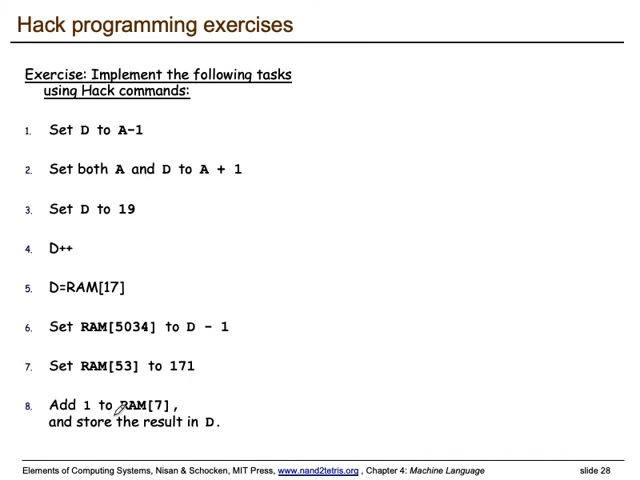 Hack programming exercises
Exercise: Implement the following tasks
using Hack commands:
1. Set D to A-1
2. Set both A and D to A + 1
3. Set D to 19
4. D++
5. D=RAM[17]
6. Set RAM[5034] to D - 1
7. Set RAM[53] to 171
8. Add 1 to RAM[7],
and store the result in D.
Elements of Computing Systems, Nisan & Schocken, MIT Press, www.nand2tetris.org , Chapter 4: Machine Language slide 28